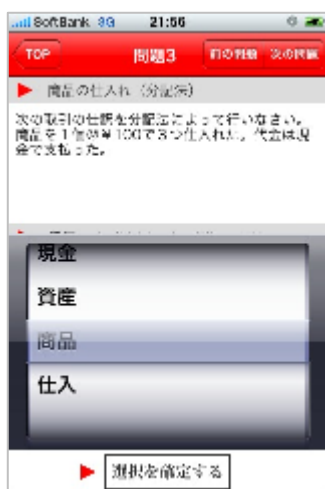 SoftBank 3G 21:56
TOP 問題3 前の問題 次の問題
商品の仕入れ（分記法）
次の取引の仕訳を分記法によって行いなさい。
商品を1個@¥100で3つ仕入れた。代金は現
金で支払った。
現金
資産
商品
仕入
選択を確定する